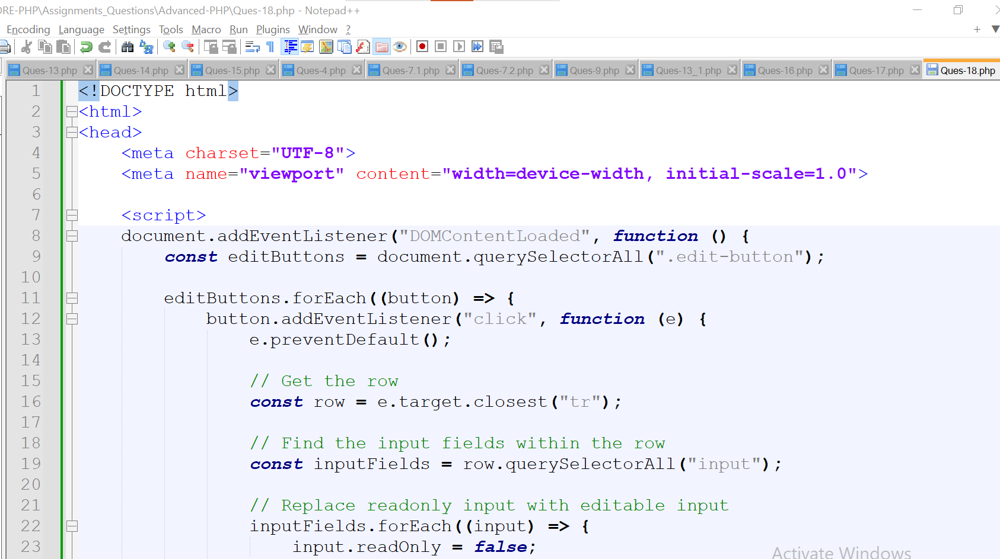 ORE-PHP\Assignments_Questions\Advanced-PHP\Ques-18.php - Notepad++
Encoding Language Settings Tools Macro Run Plugins Window ?
Ques-13.php Ques-14.php Ques-15.php Ques-4.php Ques-7.1.php Ques-7.2.php Ques-9.php Ques-13_1.php Ques-16.php Ques-17.php Ques-18.php
1 <!DOCTYPE html>
2 <html>
3 <head>
4 <meta charset="UTF-8">
5 <meta name="viewport" content="width=device-width, initial-scale=1.0">
6
7 <script>
8 document.addEventListener("DOMContentLoaded", function () {
9 const editButtons = document.querySelectorAll(".edit-button");
10
11 editButtons.forEach((button) => {
12 button.addEventListener("click", function (e) {
13 e.preventDefault();
14
15 // Get the row
16 const row = e.target.closest("tr");
17
18 // Find the input fields within the row
19 const inputFields = row.querySelectorAll("input");
20
21 // Replace readonly input with editable input
22 inputFields.forEach((input) => {
23 input.readOnly = false;
Activate Windows